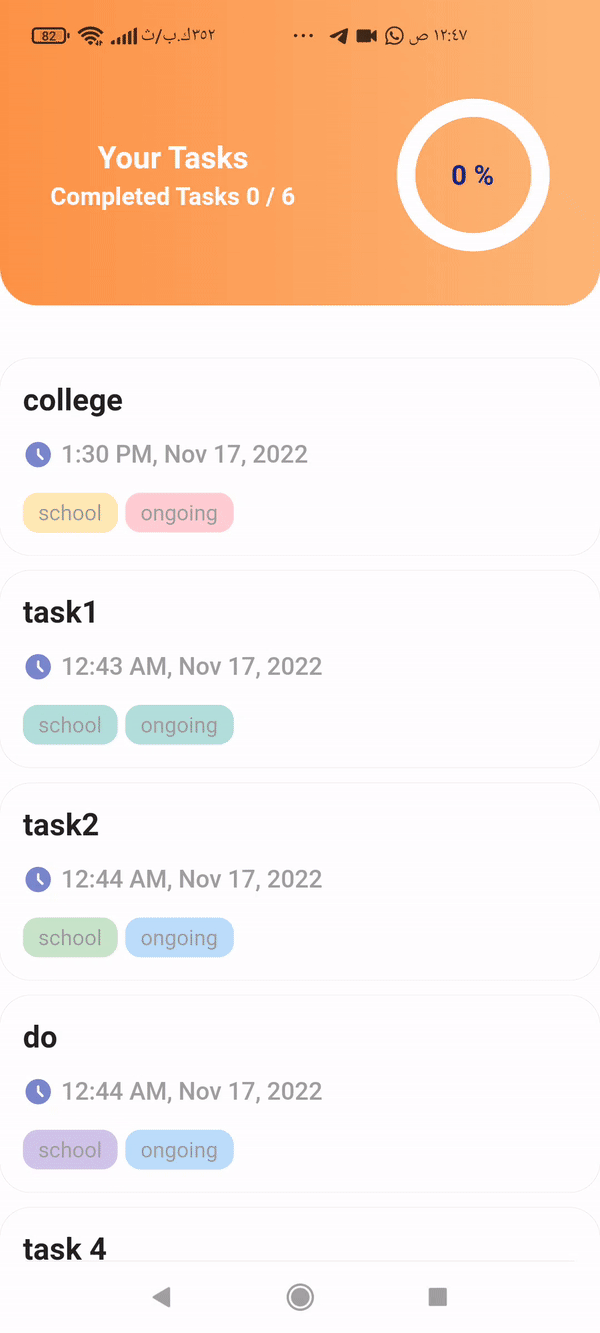 82 ٣٥٢ك.ب/ث ... ١٢:٤٧ ص
Your Tasks
Completed Tasks 0 / 6
0 %
college
1:30 PM, Nov 17, 2022
school ongoing
task1
12:43 AM, Nov 17, 2022
school ongoing
task2
12:44 AM, Nov 17, 2022
school ongoing
do
12:44 AM, Nov 17, 2022
school ongoing
task 4